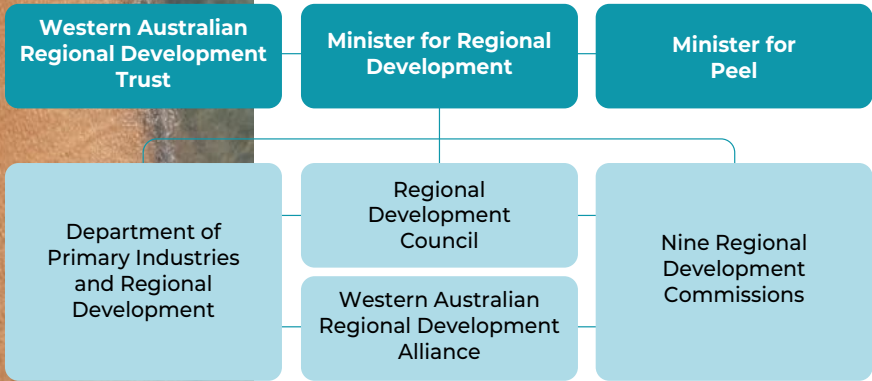 Western Australian
Regional Development
Trust
Minister for Regional
Development
Minister for
Peel
Department of
Primary Industries
and Regional
Development
Regional
Development
Council
Western Australian
Regional Development
Alliance
Nine Regional
Development
Commissions